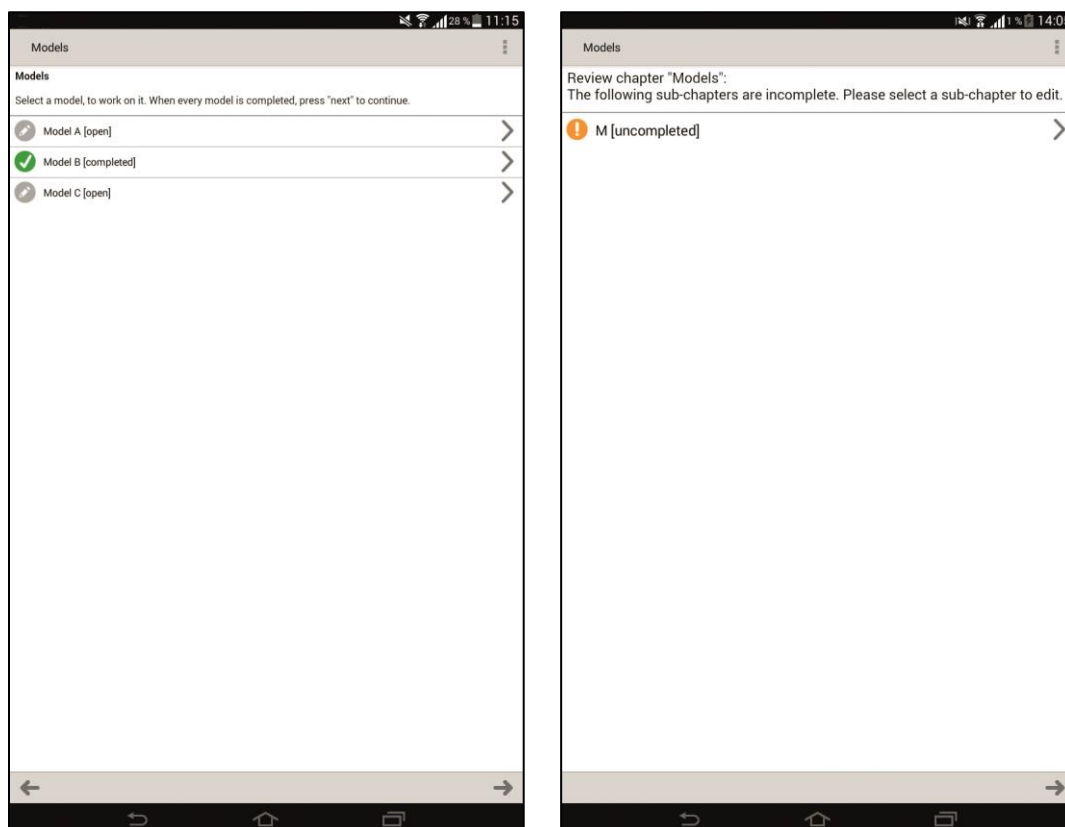 28 % 11:15
Models
Models
Select a model, to work on it. When every model is completed, press "next" to continue.
Model A [open]
Model B [completed]
Model C [open]
1 % 14:05
Models
Review chapter "Models":
The following sub-chapters are incomplete. Please select a sub-chapter to edit.
M [uncompleted]